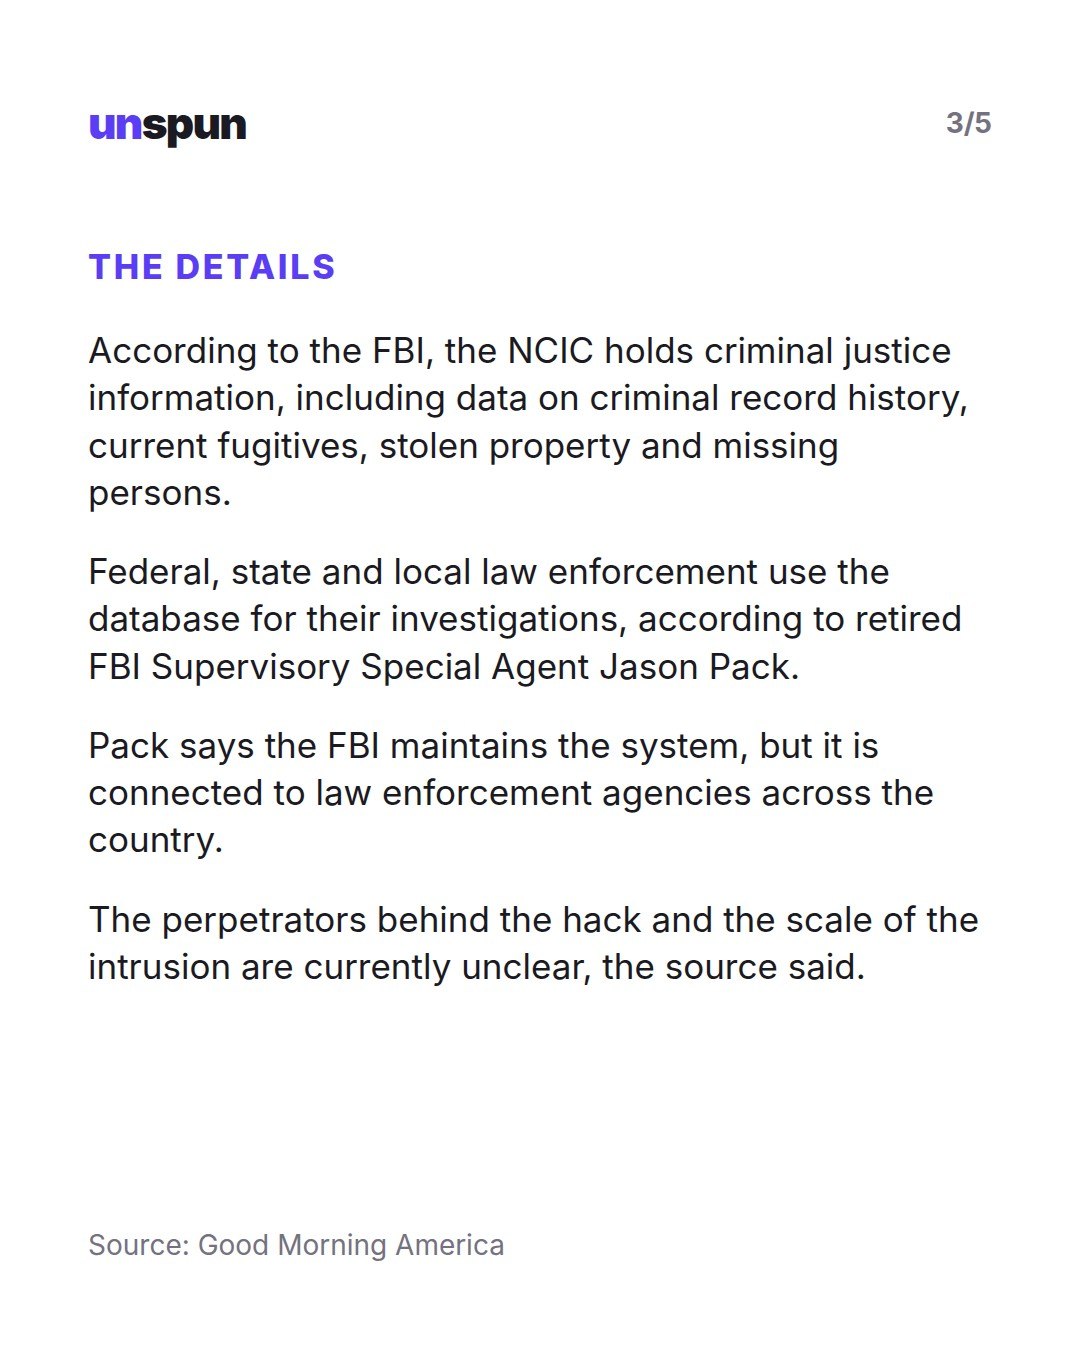 unspun
3/5
THE DETAILS
According to the FBI, the NCIC holds criminal justice
information, including data on criminal record history,
current fugitives, stolen property and missing
persons.
Federal, state and local law enforcement use the
database for their investigations, according to retired
FBI Supervisory Special Agent Jason Pack.
Pack says the FBI maintains the system, but it is
connected to law enforcement agencies across the
country.
The perpetrators behind the hack and the scale of the
intrusion are currently unclear, the source said.
Source: Good Morning America